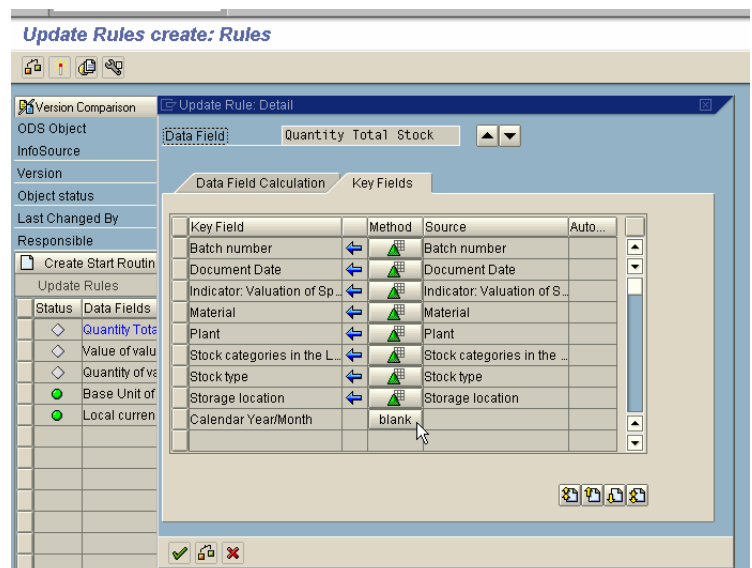 Update Rules create: Rules
Version Comparison
Update Rule: Detail
ODS Object
Data Field
Quantity Total Stock
InfoSource
Version
Data Field Calculation
Key Fields
Object status
Last Changed By
Key Field
Method
Source
Auto...
Responsible
Batch number
Batch number
Create Start Routin
Document Date
Document Date
Update Rules
Indicator: Valuation of Sp...
Indicator: Valuation of S...
Status
Data Fields
Material
Material
Quantity Tota
Plant
Plant
Value of valu
Stock categories in the L...
Stock categories in the ...
Quantity of va
Stock type
Stock type
Base Unit of
Storage location
Storage location
Local curren
Calendar Year/Month
blank